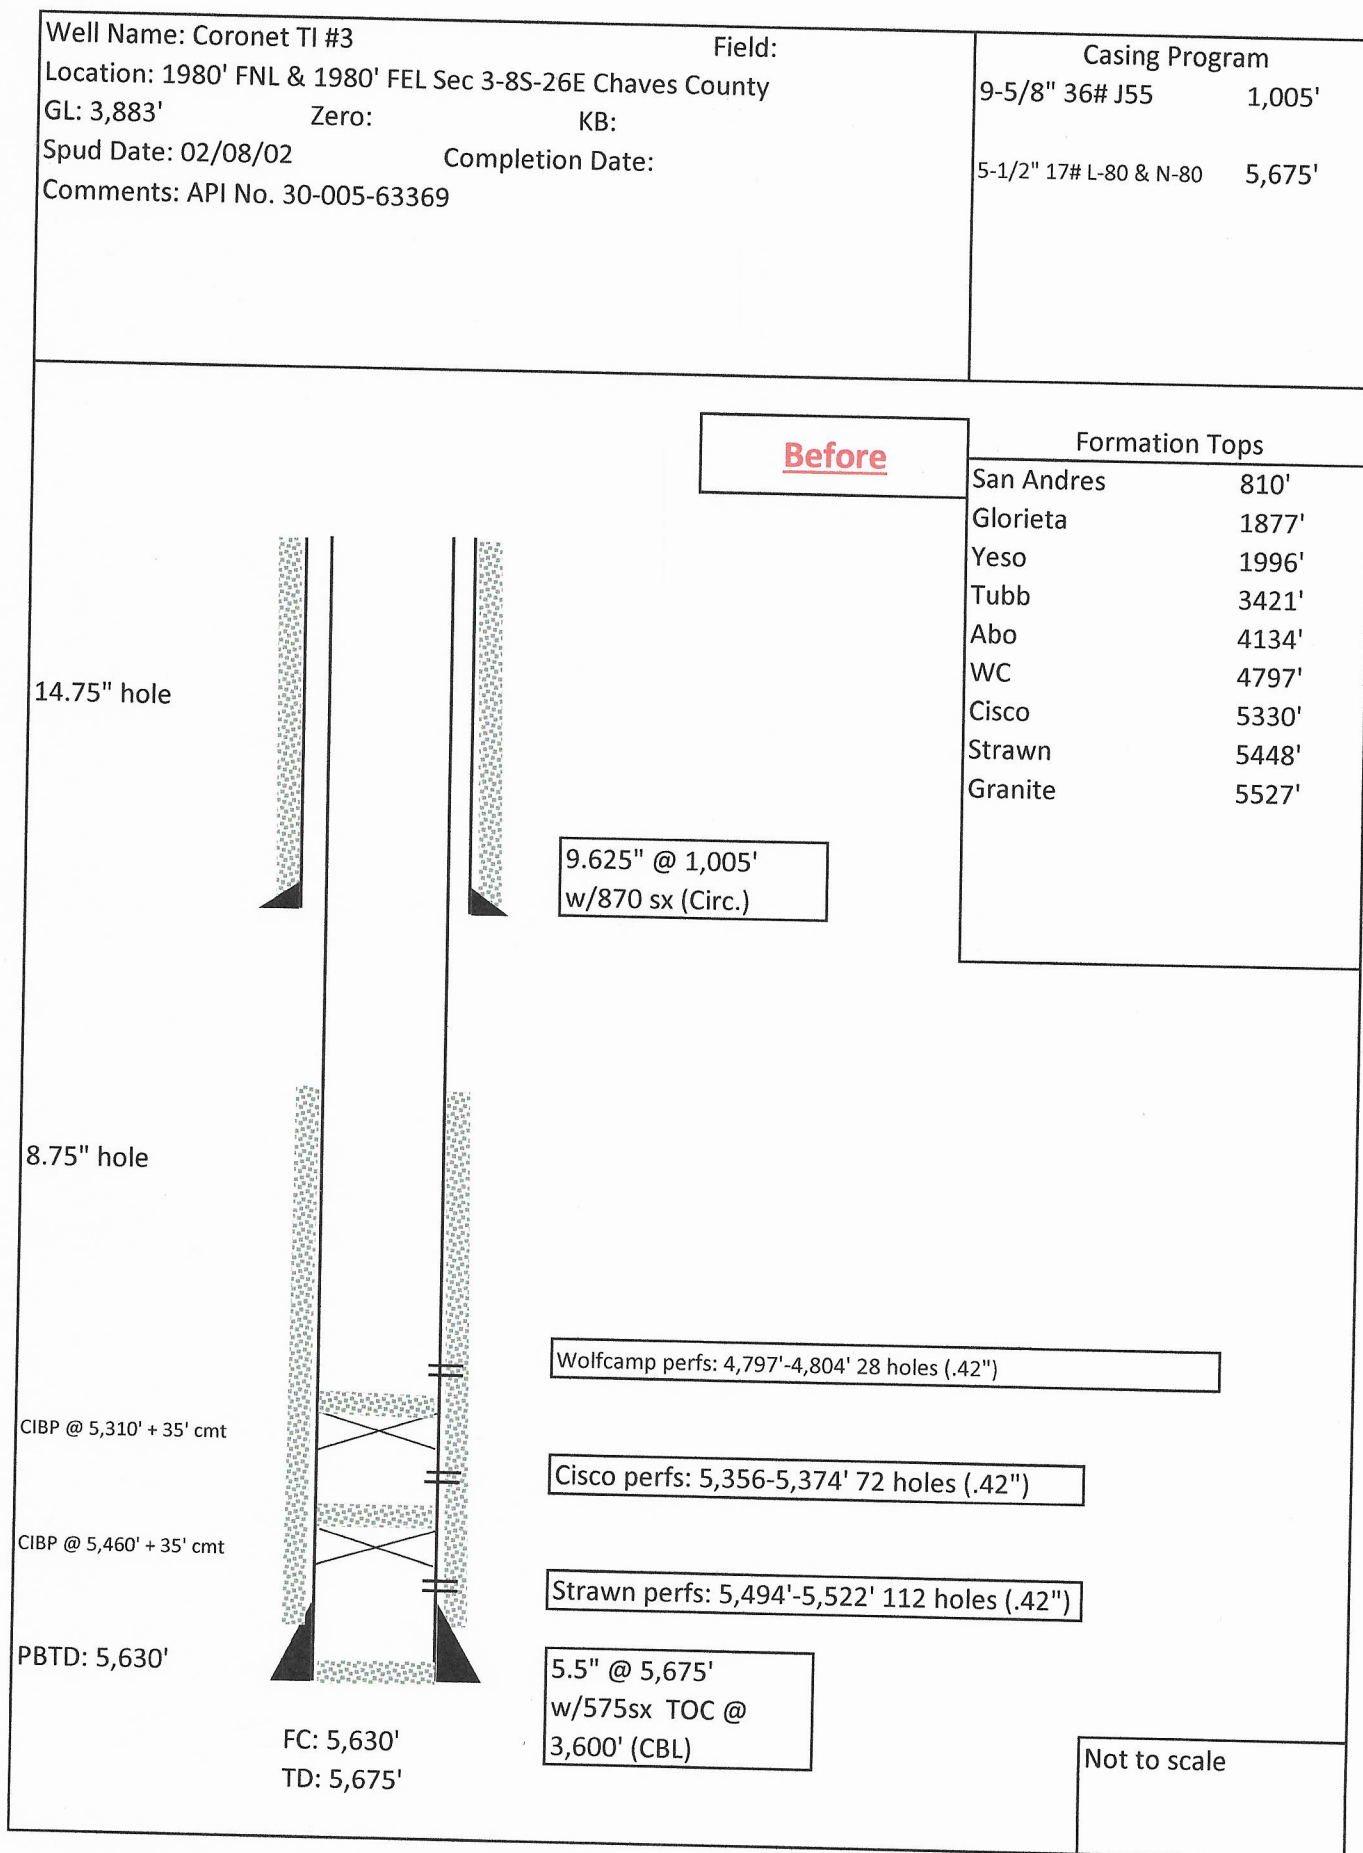 Well Name: Coronet TI #3 Field:
Location: 1980' FNL & 1980' FEL Sec 3-8S-26E Chaves County
GL: 3,883' Zero: KB:
Spud Date: 02/08/02 Completion Date:
Comments: API No. 30-005-63369
Casing Program
9-5/8" 36# J55 1,005'
5-1/2" 17# L-80 & N-80 5,675'
Before
Formation Tops
San Andres 810'
Glorieta 1877'
Yeso 1996'
Tubb 3421'
Abo 4134'
WC 4797'
Cisco 5330'
Strawn 5448'
Granite 5527'
14.75" hole
9.625" @ 1,005'
w/870 sx (Circ.)
8.75" hole
Wolfcamp perfs: 4,797'-4,804' 28 holes (.42")
CIBP @ 5,310' + 35' cmt
Cisco perfs: 5,356-5,374' 72 holes (.42")
CIBP @ 5,460' + 35' cmt
Strawn perfs: 5,494'-5,522' 112 holes (.42")
PBTD: 5,630'
5.5" @ 5,675'
w/575sx TOC @
3,600' (CBL)
FC: 5,630'
TD: 5,675'
Not to scale